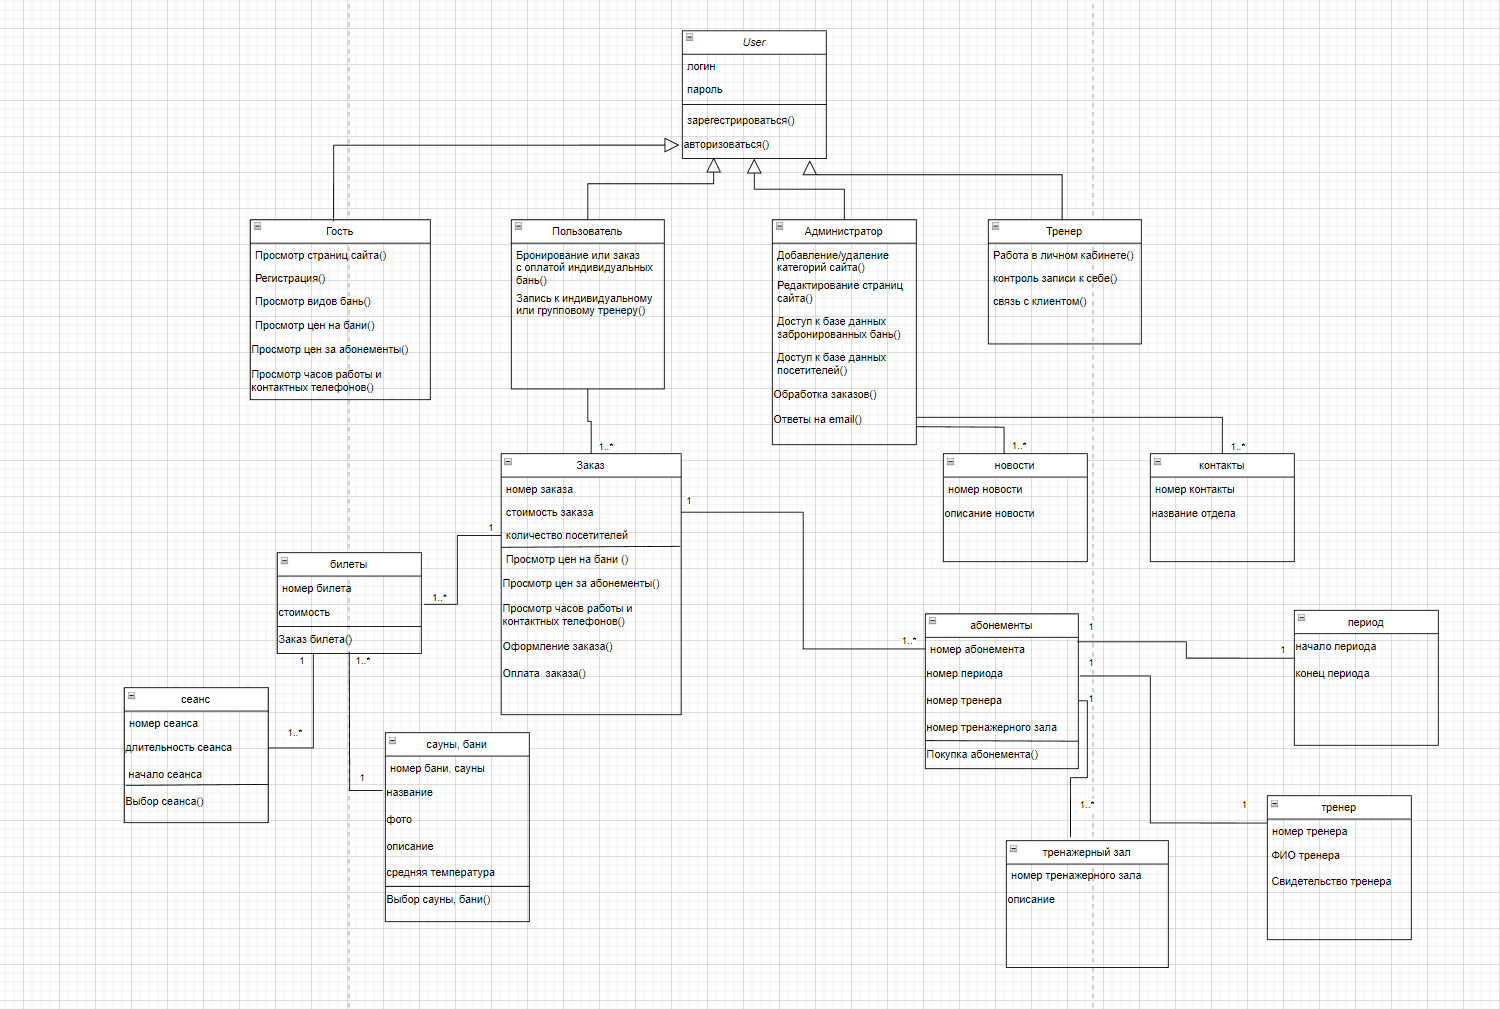 User
логин
пароль
зарегестрироваться()
авторизоваться()
Гость
Просмотр страниц сайта()
Регистрация()
Просмотр видов бань()
Просмотр цен на бани()
Просмотр цен за абонементы()
Просмотр часов работы и
контактных телефонов()
Пользователь
Бронирование или заказ
с оплатой индивидуальных
бань()
Запись к индивидуальному
или групповому тренеру()
Администратор
Добавление/удаление
категорий сайта()
Редактирование страниц
сайта()
Доступ к базе данных
забронированных бань()
Доступ к базе данных
посетителей()
Обработка заказов()
Ответы на email()
Тренер
Работа в личном кабинете()
контроль записи к себе()
связь с клиентом()
1..*
1..*
1..*
Заказ
номер заказа
стоимость заказа
количество посетителей
Просмотр цен на бани ()
Просмотр цен за абонементы()
Просмотр часов работы и
контактных телефонов()
Оформление заказа()
Оплата  заказа()
новости
номер новости
описание новости
контакты
номер контакты
название отдела
1
1
1..*
1..*
билеты
номер билета
стоимость
Заказ билета()
1
1..*
1..*
1
сеанс
номер сеанса
длительность сеанса
начало сеанса
Выбор сеанса()
сауны, бани
номер бани, сауны
название
фото
описание
средняя температура
Выбор сауны, бани()
абонементы
номер абонемента
номер периода
номер тренера
номер тренажерного зала
Покупка абонемента()
1
1
1
1
1..*
1
период
начало периода
конец периода
тренер
номер тренера
ФИО тренера
Свидетельство тренера
тренажерный зал
номер тренажерного зала
описание